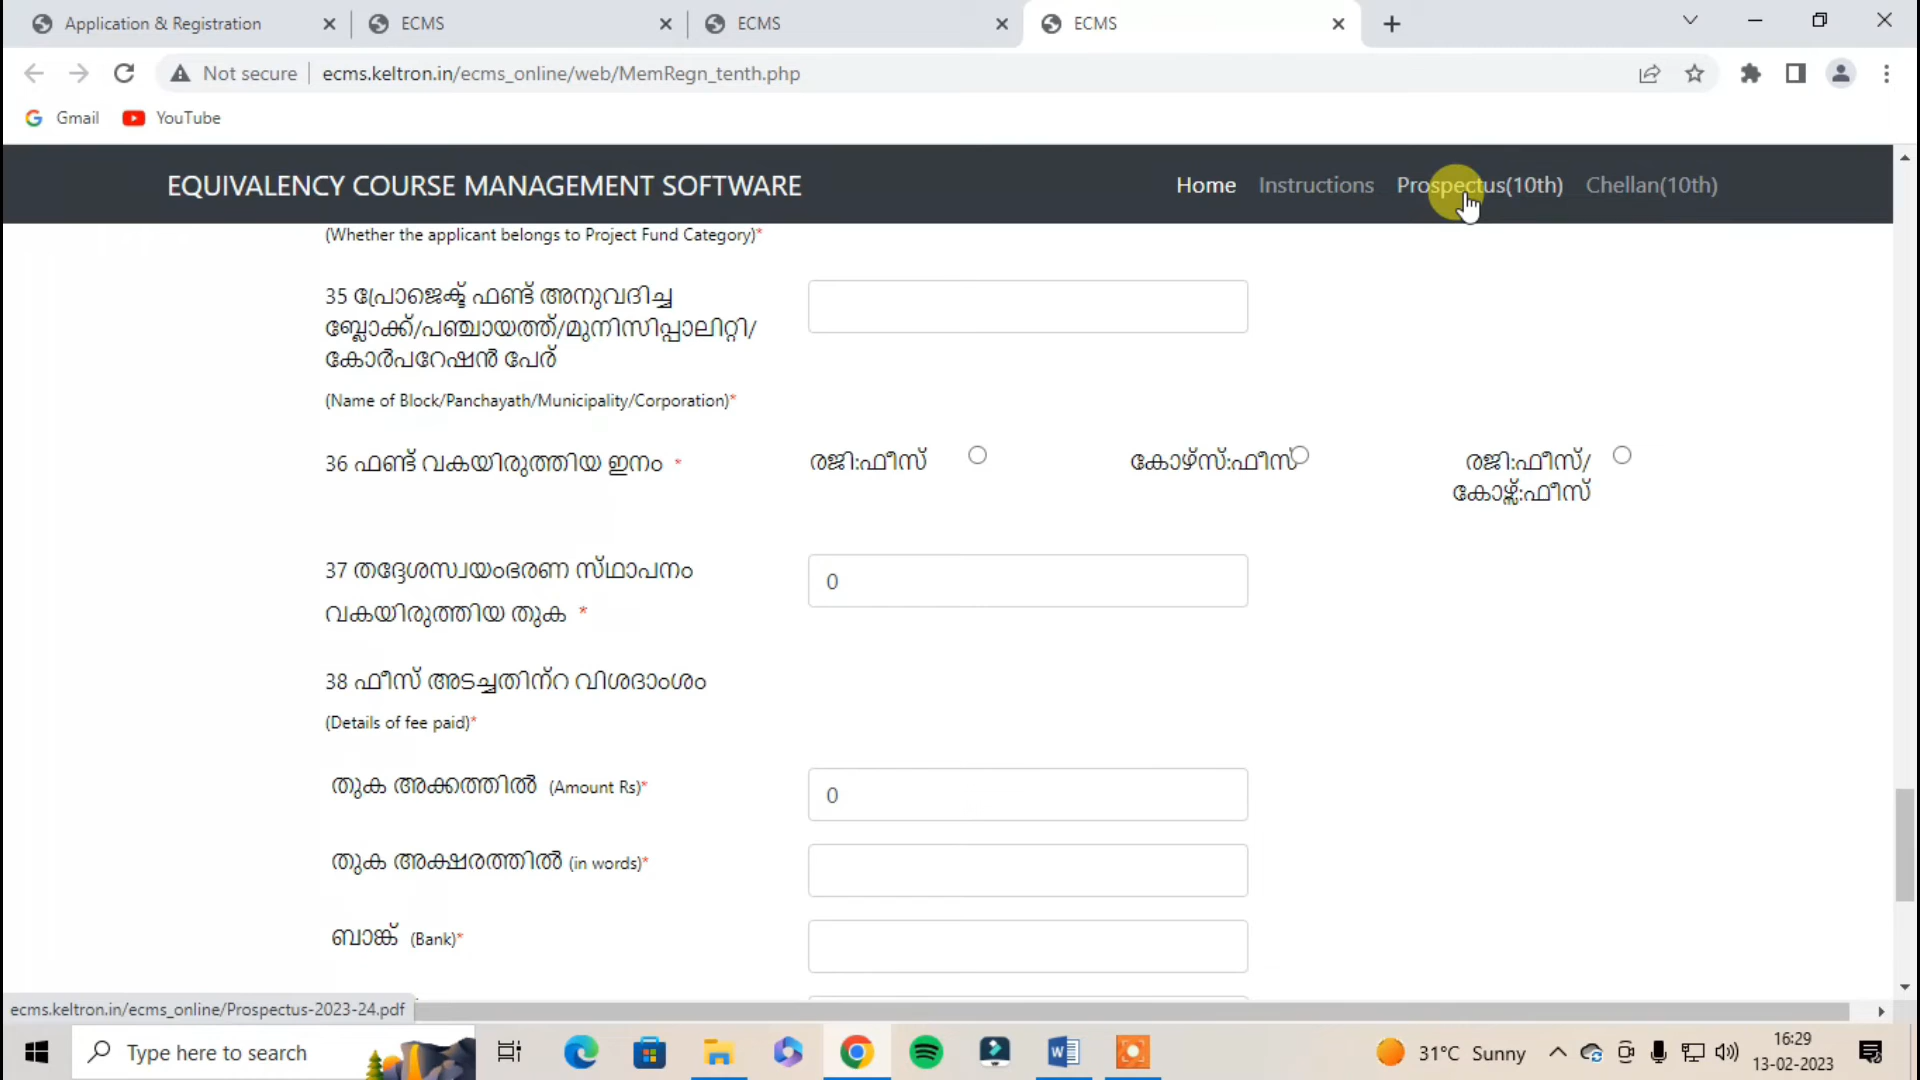 Application & Registration
ECMS
ECMS
ECMS
Not secure
ecms.keltron.in/ecms_online/web/MemRegn_tenth.php
Gmail
YouTube
EQUIVALENCY COURSE MANAGEMENT SOFTWARE
Home
Instructions
Prospectus(10th)
Chellan(10th)
(Whether the applicant belongs to Project Fund Category)*
35 പ്രോജെക്ട് ഫണ്ട് അനുവദിച്ച
ബ്ലോക്ക്/പഞ്ചായത്ത്/മുനിസിപ്പാലിറ്റി/
കോർപറേഷൻ പേര്
(Name of Block/Panchayath/Municipality/Corporation)*
36 ഫണ്ട് വകയിരുത്തിയ ഇനം *
രജി:ഫീസ്
കോഴ്സ്:ഫീസ്
രജി:ഫീസ്/
കോഴ്സ്:ഫീസ്
37 തദ്ദേശസ്വയംഭരണ സ്ഥാപനം
വകയിരുത്തിയ തുക *
0
38 ഫീസ് അടച്ചതിന്റ വിശദാംശം
(Details of fee paid)*
തുക അക്കത്തിൽ (Amount Rs)*
0
തുക അക്ഷരത്തിൽ (in words)*
ബാങ്ക് (Bank)*
ecms.keltron.in/ecms_online/Prospectus-2023-24.pdf
Type here to search
31°C Sunny
16:29
13-02-2023